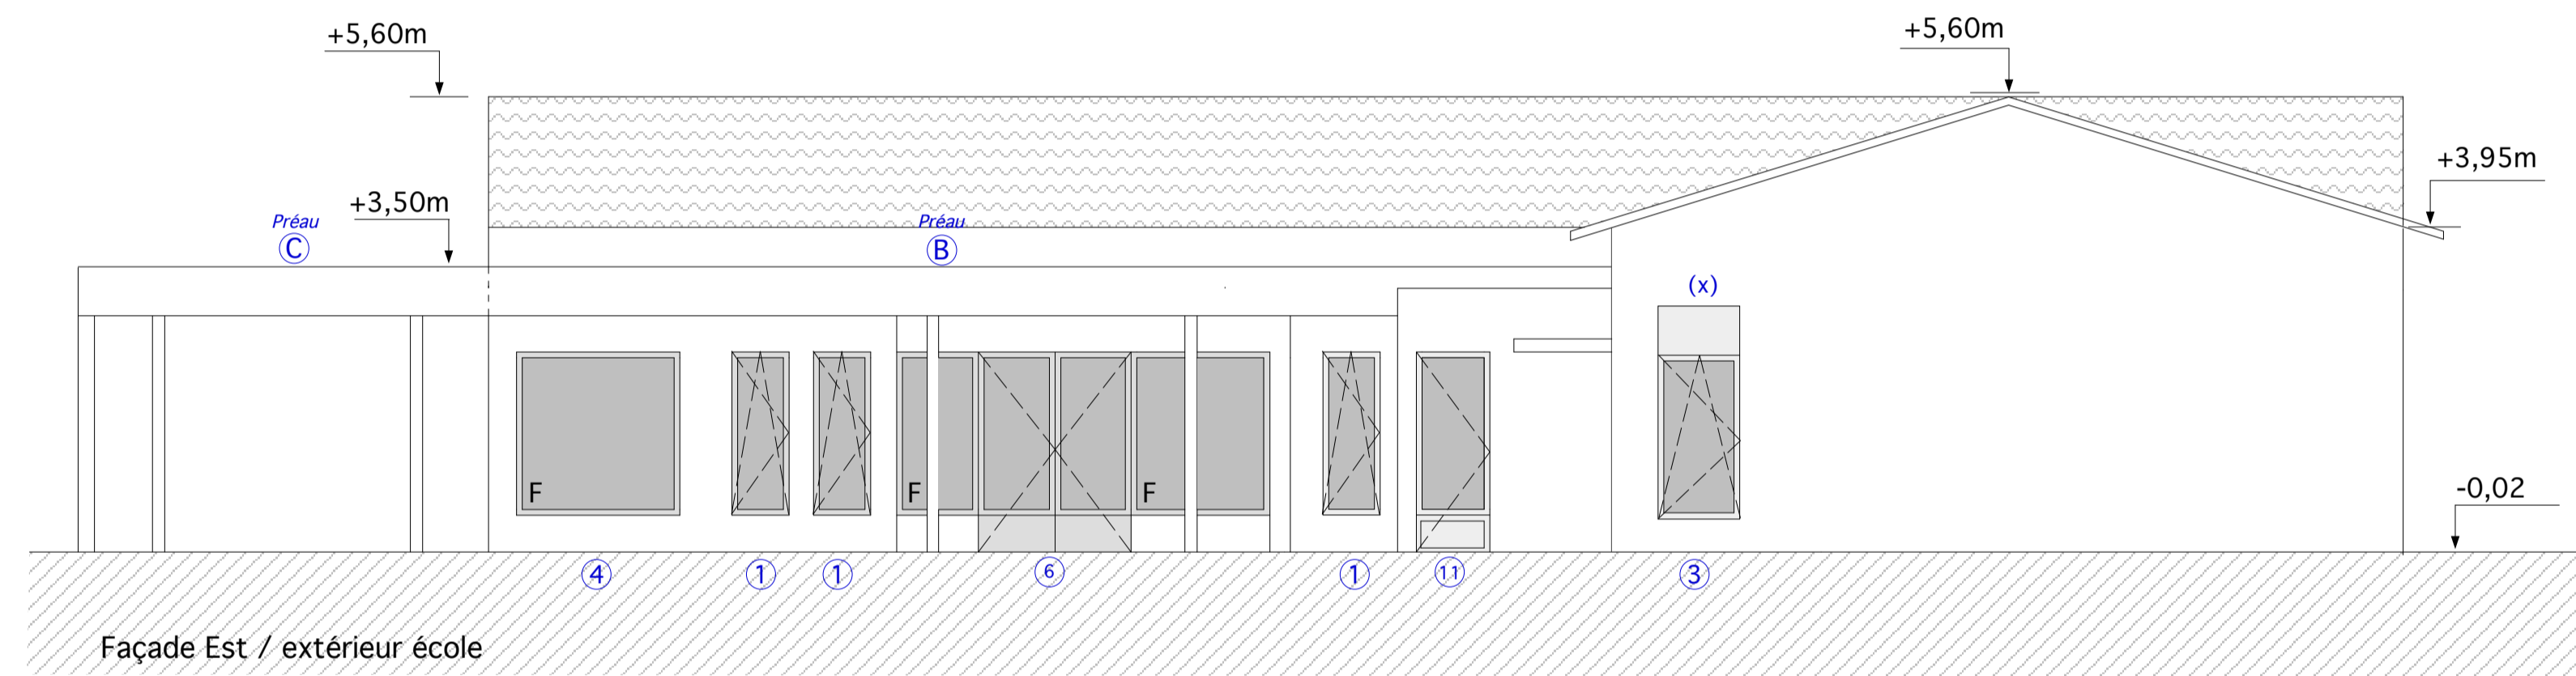 +5,60m
+5,60m
+3,95m
+3,50m
Préau
C
Préau
B
(x)
F
F
F
-0,02
4
1
1
6
1
11
3
Façade Est / extérieur école